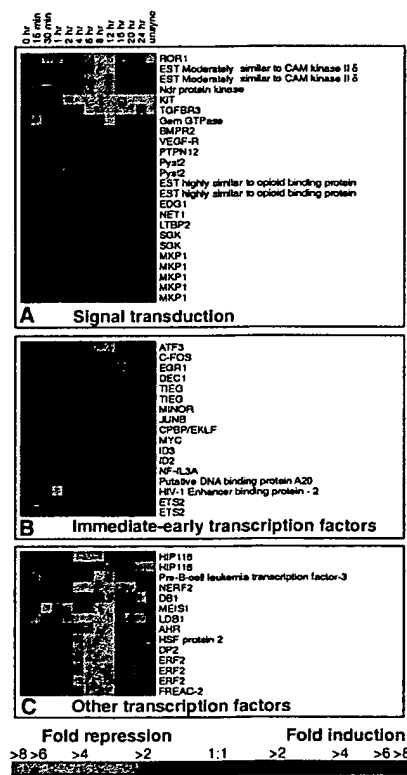 0 hr
15 min
30 min
1 hr
2 hr
4 hr
6 hr
8 hr
12 hr
16 hr
20 hr
24 hr
unsync
ROR1
EST Moderately similar to CAM kinase II δ
EST Moderately similar to CAM kinase II δ
Ndr protein kinase
KIT
TGFBR3
Gem GTPase
BMPR2
VEGF-R
PTPN12
Pyst2
Pyst2
EST highly similar to opioid binding protein
EST highly similar to opioid binding protein
EDG1
NET1
LTBP2
SGK
SGK
MKP1
MKP1
MKP1
MKP1
MKP1
A Signal transduction
ATF3
C-FOS
EGR1
DEC1
TIEG
TIEG
MINOR
JUNB
CPBP/EKLF
MYC
ID3
ID2
NF-IL3A
Putative DNA binding protein A20
HIV-1 Enhancer binding protein - 2
ETS2
ETS2
B Immediate-early transcription factors
HIP116
HIP116
Pre-B-cell leukemia transcription factor-3
NERF2
DB1
MEIS1
LDB1
AHR
HSF protein 2
DP2
ERF2
ERF2
ERF2
FREAC-2
C Other transcription factors
Fold repression Fold induction
>8 >6 >4 >2 1:1 >2 >4 >6 >8